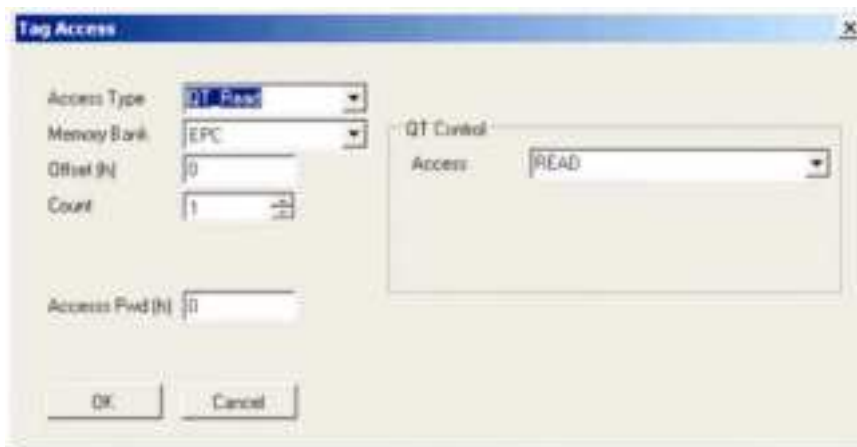 Tag Access
Access Type QT_Read
Memory Bank EPC
Offset (h) 0
Count 1
Accesss Pwd (h) 0
QT Control
Access READ
OK Cancel